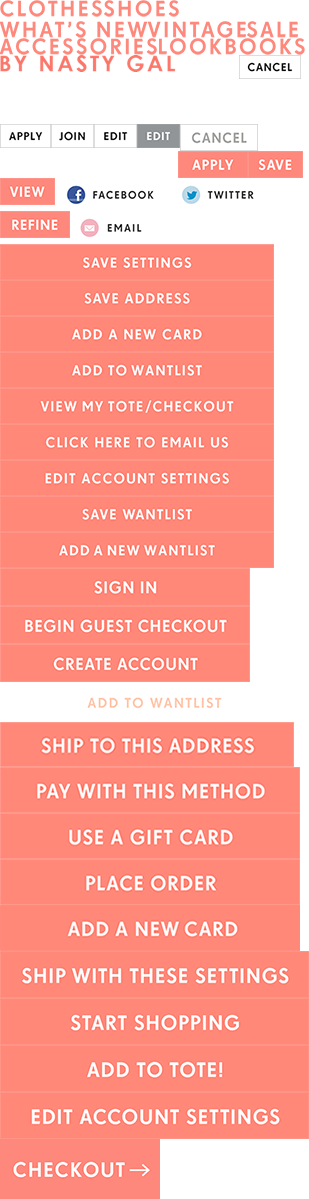 CLOTHESSHOES
WHAT'S NEWVINTAGESALE
ACCESSORIESLOOKBOOKS
BY NASTY GAL
CANCEL
APPLY JOIN EDIT EDIT CANCEL
APPLY SAVE
VIEW FACEBOOK TWITTER
REFINE EMAIL
SAVE SETTINGS
SAVE ADDRESS
ADD A NEW CARD
ADD TO WANTLIST
VIEW MY TOTE/CHECKOUT
CLICK HERE TO EMAIL US
EDIT ACCOUNT SETTINGS
SAVE WANTLIST
ADD A NEW WANTLIST
SIGN IN
BEGIN GUEST CHECKOUT
CREATE ACCOUNT
ADD TO WANTLIST
SHIP TO THIS ADDRESS
PAY WITH THIS METHOD
USE A GIFT CARD
PLACE ORDER
ADD A NEW CARD
SHIP WITH THESE SETTINGS
START SHOPPING
ADD TO TOTE!
EDIT ACCOUNT SETTINGS
CHECKOUT→